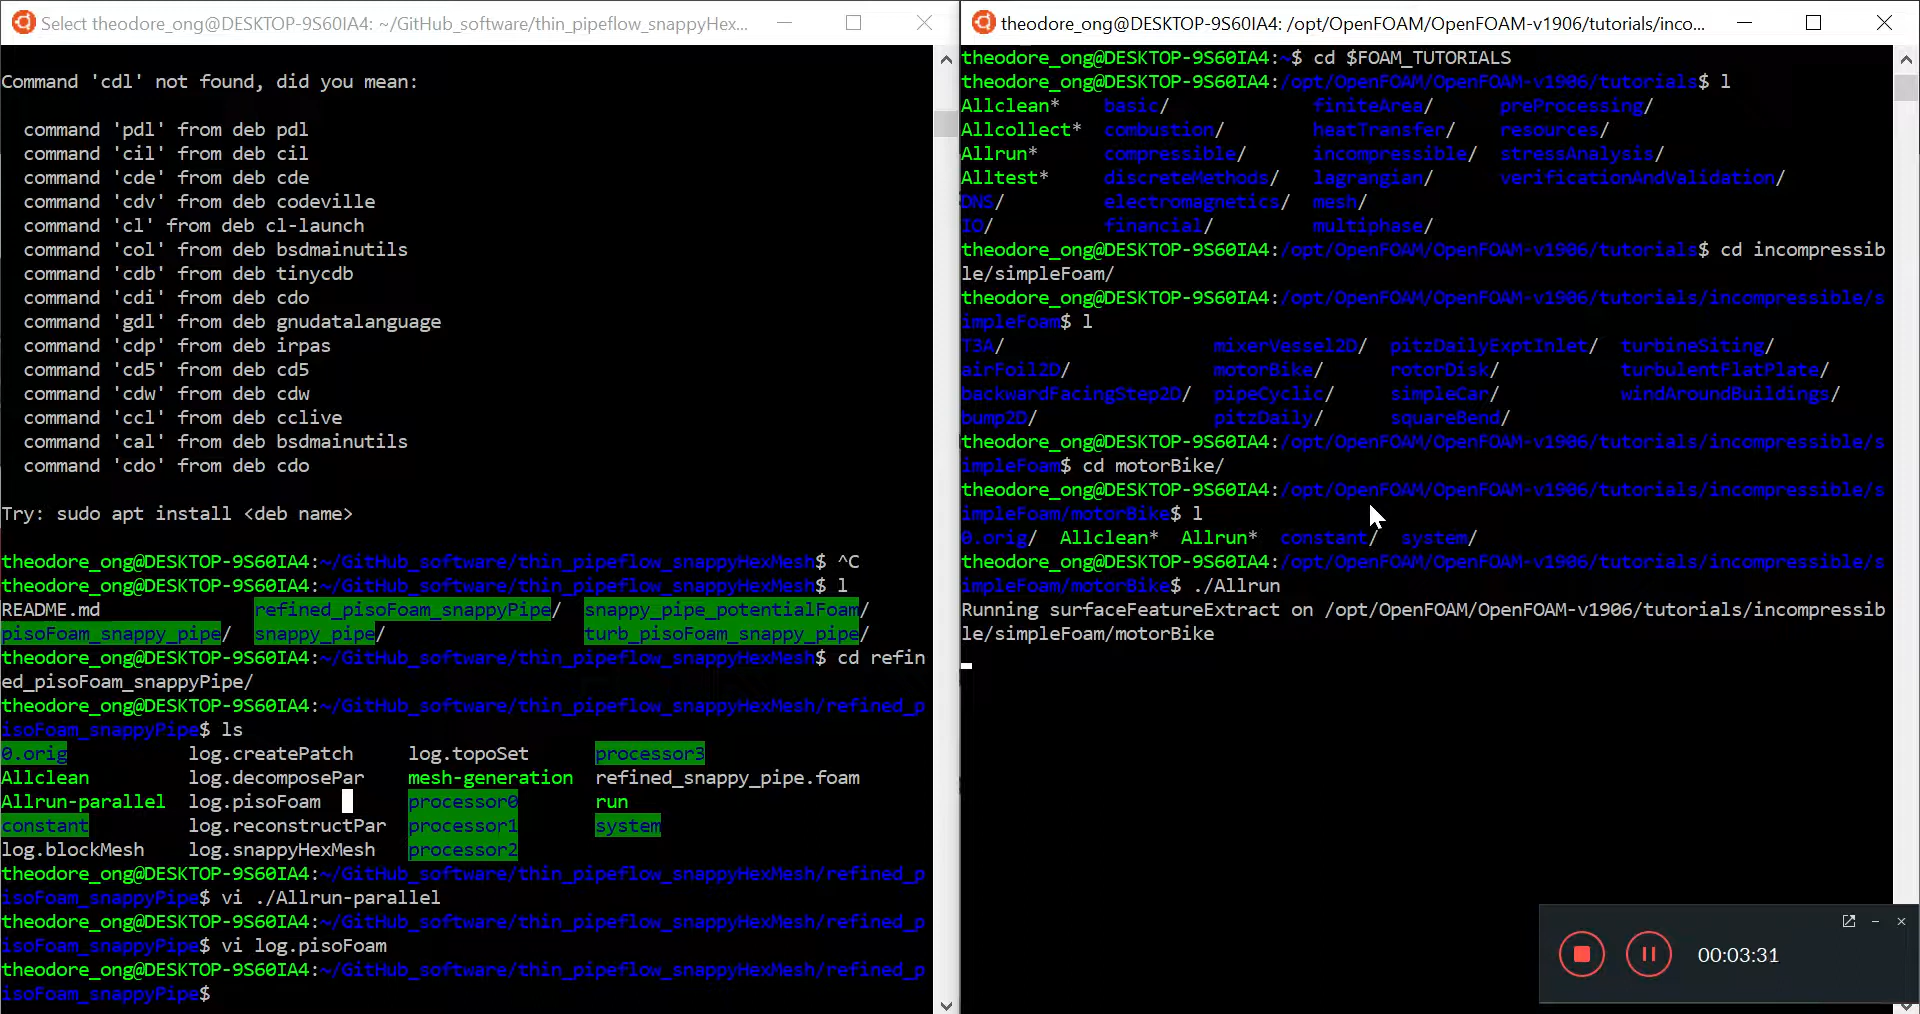 Select theodore_ong@DESKTOP-9S60IA4: ~/GitHub_software/thin_pipeflow_snappyHex...
Command 'cdl' not found, did you mean:
command 'pdl' from deb pdl
command 'cil' from deb cil
command 'cde' from deb cde
command 'cdv' from deb codeville
command 'cl' from deb cl-launch
command 'col' from deb bsdmainutils
command 'cdb' from deb tinycdb
command 'cdi' from deb cdo
command 'gdl' from deb gnudatalanguage
command 'cdp' from deb irpas
command 'cd5' from deb cd5
command 'cdw' from deb cdw
command 'ccl' from deb cclive
command 'cal' from deb bsdmainutils
command 'cdo' from deb cdo
Try: sudo apt install <deb name>
theodore_ong@DESKTOP-9S60IA4:~/GitHub_software/thin_pipeflow_snappyHexMesh$ ^C
theodore_ong@DESKTOP-9S60IA4:~/GitHub_software/thin_pipeflow_snappyHexMesh$ l
README.md refined_pisoFoam_snappyPipe/ snappy_pipe_potentialFoam/
pisoFoam_snappy_pipe/ snappy_pipe/ turb_pisoFoam_snappy_pipe/
theodore_ong@DESKTOP-9S60IA4:~/GitHub_software/thin_pipeflow_snappyHexMesh$ cd refin
ed_pisoFoam_snappyPipe/
theodore_ong@DESKTOP-9S60IA4:~/GitHub_software/thin_pipeflow_snappyHexMesh/refined_p
isoFoam_snappyPipe$ ls
0.orig log.createPatch log.topoSet processor3
Allclean log.decomposePar mesh-generation refined_snappy_pipe.foam
Allrun-parallel log.pisoFoam processor0 run
constant log.reconstructPar processor1 system
log.blockMesh log.snappyHexMesh processor2
theodore_ong@DESKTOP-9S60IA4:~/GitHub_software/thin_pipeflow_snappyHexMesh/refined_p
isoFoam_snappyPipe$ vi ./Allrun-parallel
theodore_ong@DESKTOP-9S60IA4:~/GitHub_software/thin_pipeflow_snappyHexMesh/refined_p
isoFoam_snappyPipe$ vi log.pisoFoam
theodore_ong@DESKTOP-9S60IA4:~/GitHub_software/thin_pipeflow_snappyHexMesh/refined_p
isoFoam_snappyPipe$
theodore_ong@DESKTOP-9S60IA4: /opt/OpenFOAM/OpenFOAM-v1906/tutorials/inco...
theodore_ong@DESKTOP-9S60IA4:~$ cd $FOAM_TUTORIALS
theodore_ong@DESKTOP-9S60IA4:/opt/OpenFOAM/OpenFOAM-v1906/tutorials$ l
Allclean* basic/ finiteArea/ preProcessing/
Allcollect* combustion/ heatTransfer/ resources/
Allrun* compressible/ incompressible/ stressAnalysis/
Alltest* discreteMethods/ lagrangian/ verificationAndValidation/
DNS/ electromagnetics/ mesh/
IO/ financial/ multiphase/
theodore_ong@DESKTOP-9S60IA4:/opt/OpenFOAM/OpenFOAM-v1906/tutorials$ cd incompressib
le/simpleFoam/
theodore_ong@DESKTOP-9S60IA4:/opt/OpenFOAM/OpenFOAM-v1906/tutorials/incompressible/s
impleFoam$ l
T3A/ mixerVessel2D/ pitzDailyExptInlet/ turbineSiting/
airFoil2D/ motorBike/ rotorDisk/ turbulentFlatPlate/
backwardFacingStep2D/ pipeCyclic/ simpleCar/ windAroundBuildings/
bump2D/ pitzDaily/ squareBend/
theodore_ong@DESKTOP-9S60IA4:/opt/OpenFOAM/OpenFOAM-v1906/tutorials/incompressible/s
impleFoam$ cd motorBike/
theodore_ong@DESKTOP-9S60IA4:/opt/OpenFOAM/OpenFOAM-v1906/tutorials/incompressible/s
impleFoam/motorBike$ l
0.orig/ Allclean* Allrun* constant/ system/
theodore_ong@DESKTOP-9S60IA4:/opt/OpenFOAM/OpenFOAM-v1906/tutorials/incompressible/s
impleFoam/motorBike$ ./Allrun
Running surfaceFeatureExtract on /opt/OpenFOAM/OpenFOAM-v1906/tutorials/incompressib
le/simpleFoam/motorBike
00:03:31